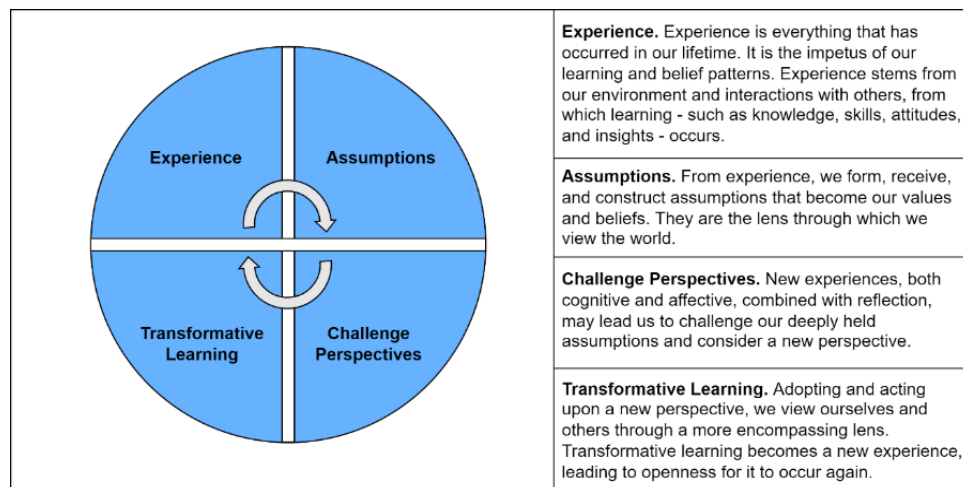 Experience
Assumptions
Transformative
Learning
Challenge
Perspectives
Experience. Experience is everything that has
occurred in our lifetime. It is the impetus of our
learning and belief patterns. Experience stems from
our environment and interactions with others, from
which learning - such as knowledge, skills, attitudes,
and insights - occurs.
Assumptions. From experience, we form, receive,
and construct assumptions that become our values
and beliefs. They are the lens through which we
view the world.
Challenge Perspectives. New experiences, both
cognitive and affective, combined with reflection,
may lead us to challenge our deeply held
assumptions and consider a new perspective.
Transformative Learning. Adopting and acting
upon a new perspective, we view ourselves and
others through a more encompassing lens.
Transformative learning becomes a new experience,
leading to openness for it to occur again.